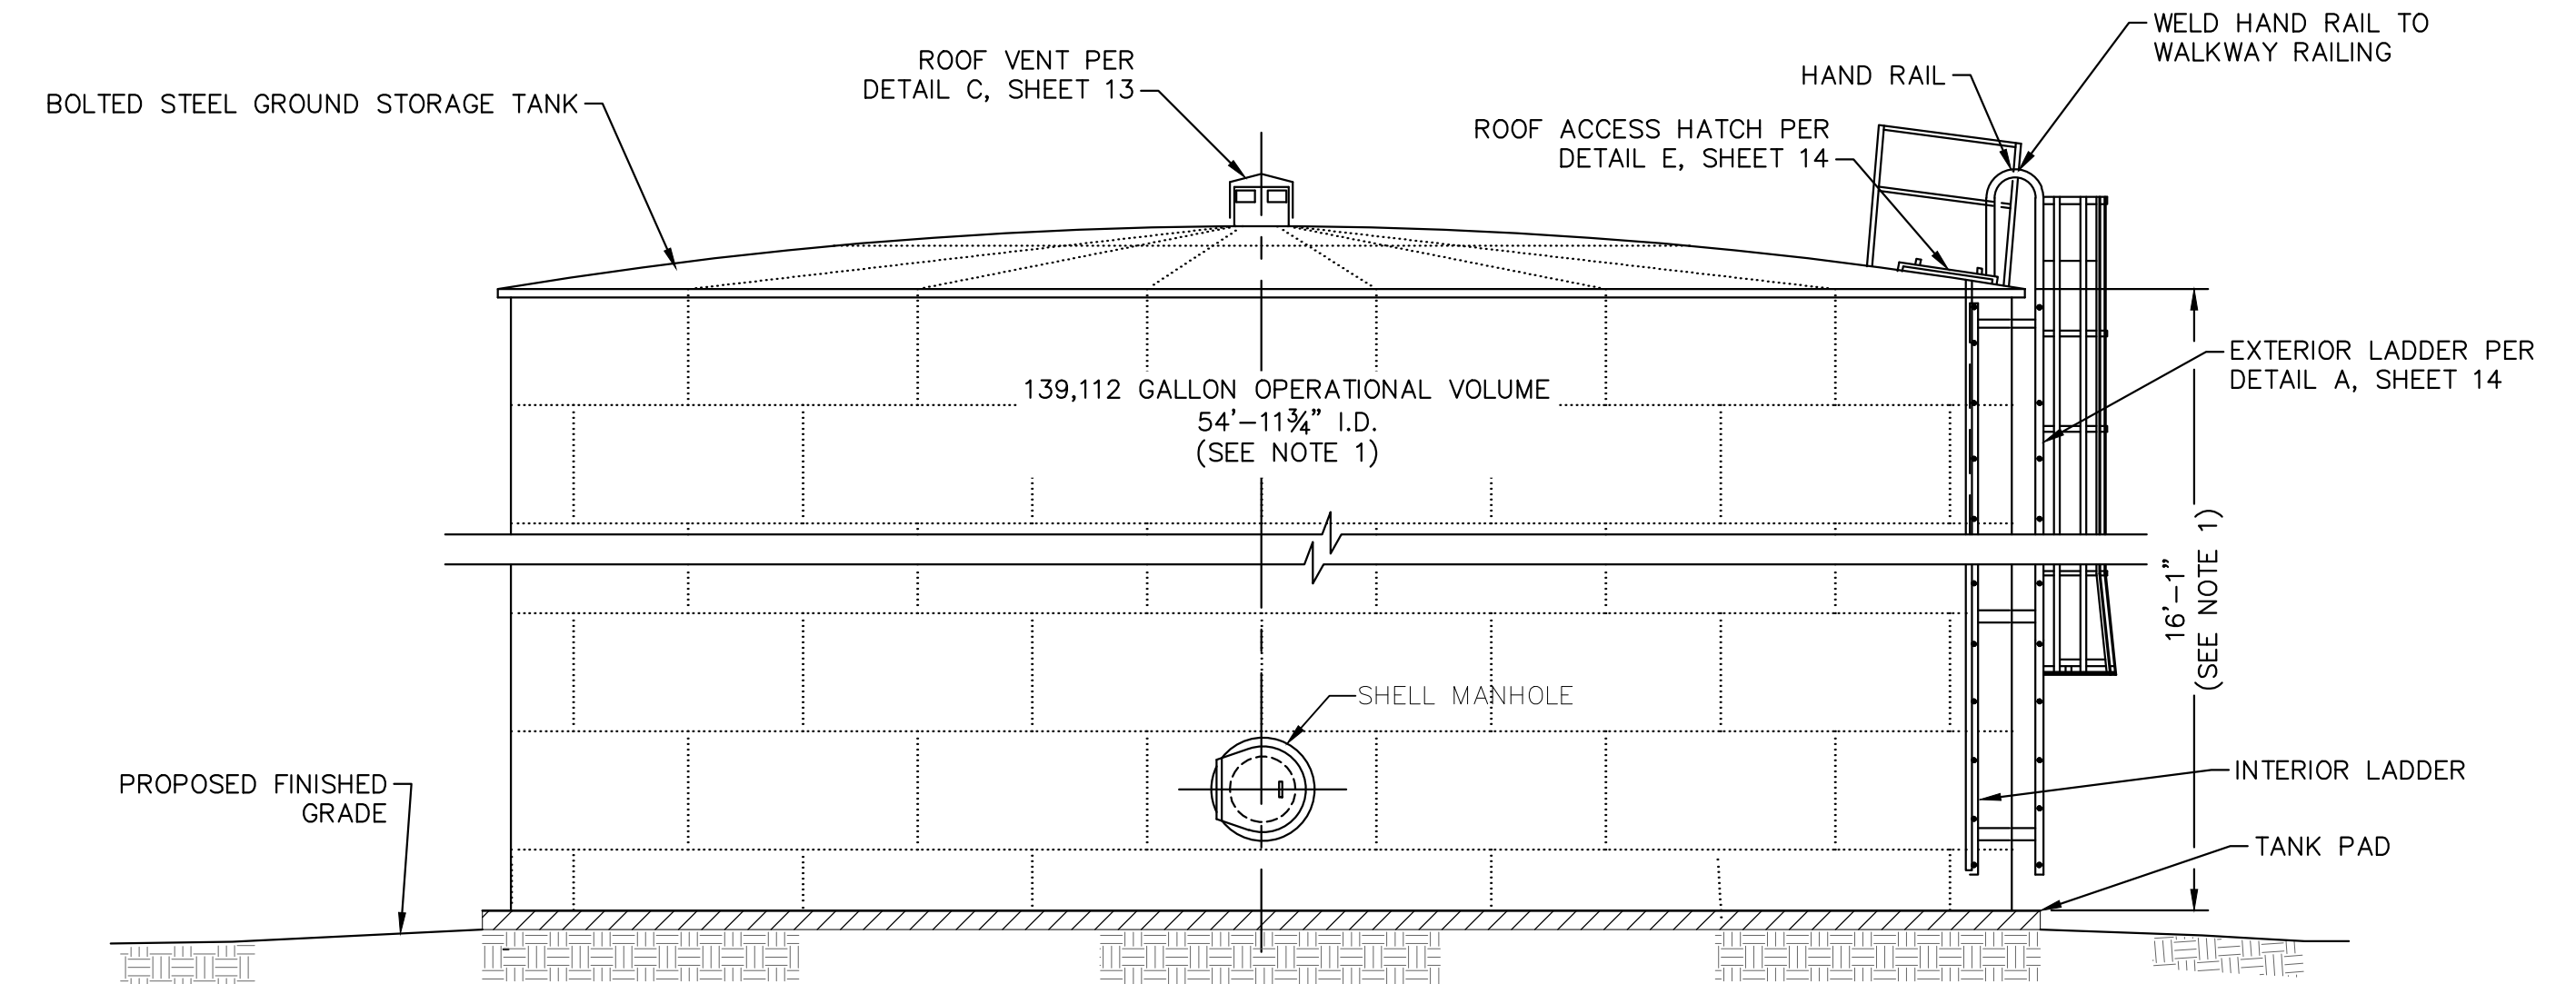 WELD HAND RAIL TO
WALKWAY RAILING
ROOF VENT PER
DETAIL C, SHEET 13
HAND RAIL
BOLTED STEEL GROUND STORAGE TANK
ROOF ACCESS HATCH PER
DETAIL E, SHEET 14
EXTERIOR LADDER PER
DETAIL A, SHEET 14
139,112 GALLON OPERATIONAL VOLUME
54'-11¾" I.D.
(SEE NOTE 1)
16'-1"
(SEE NOTE 1)
SHELL MANHOLE
PROPOSED FINISHED
GRADE
INTERIOR LADDER
TANK PAD